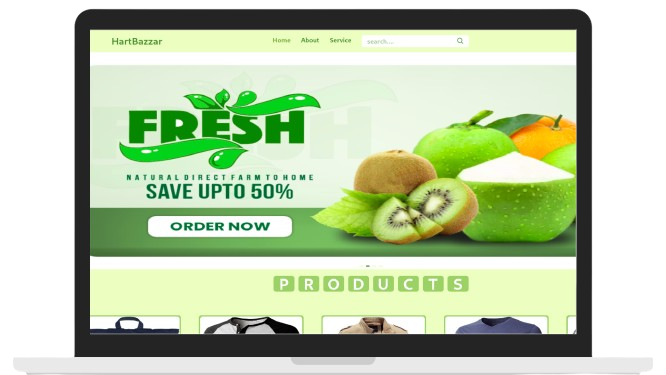 HartBazzar Home About Service search....
FRESH
NATURAL DIRECT FARM TO HOME
SAVE UPTO 50%
ORDER NOW
PRODUCTS